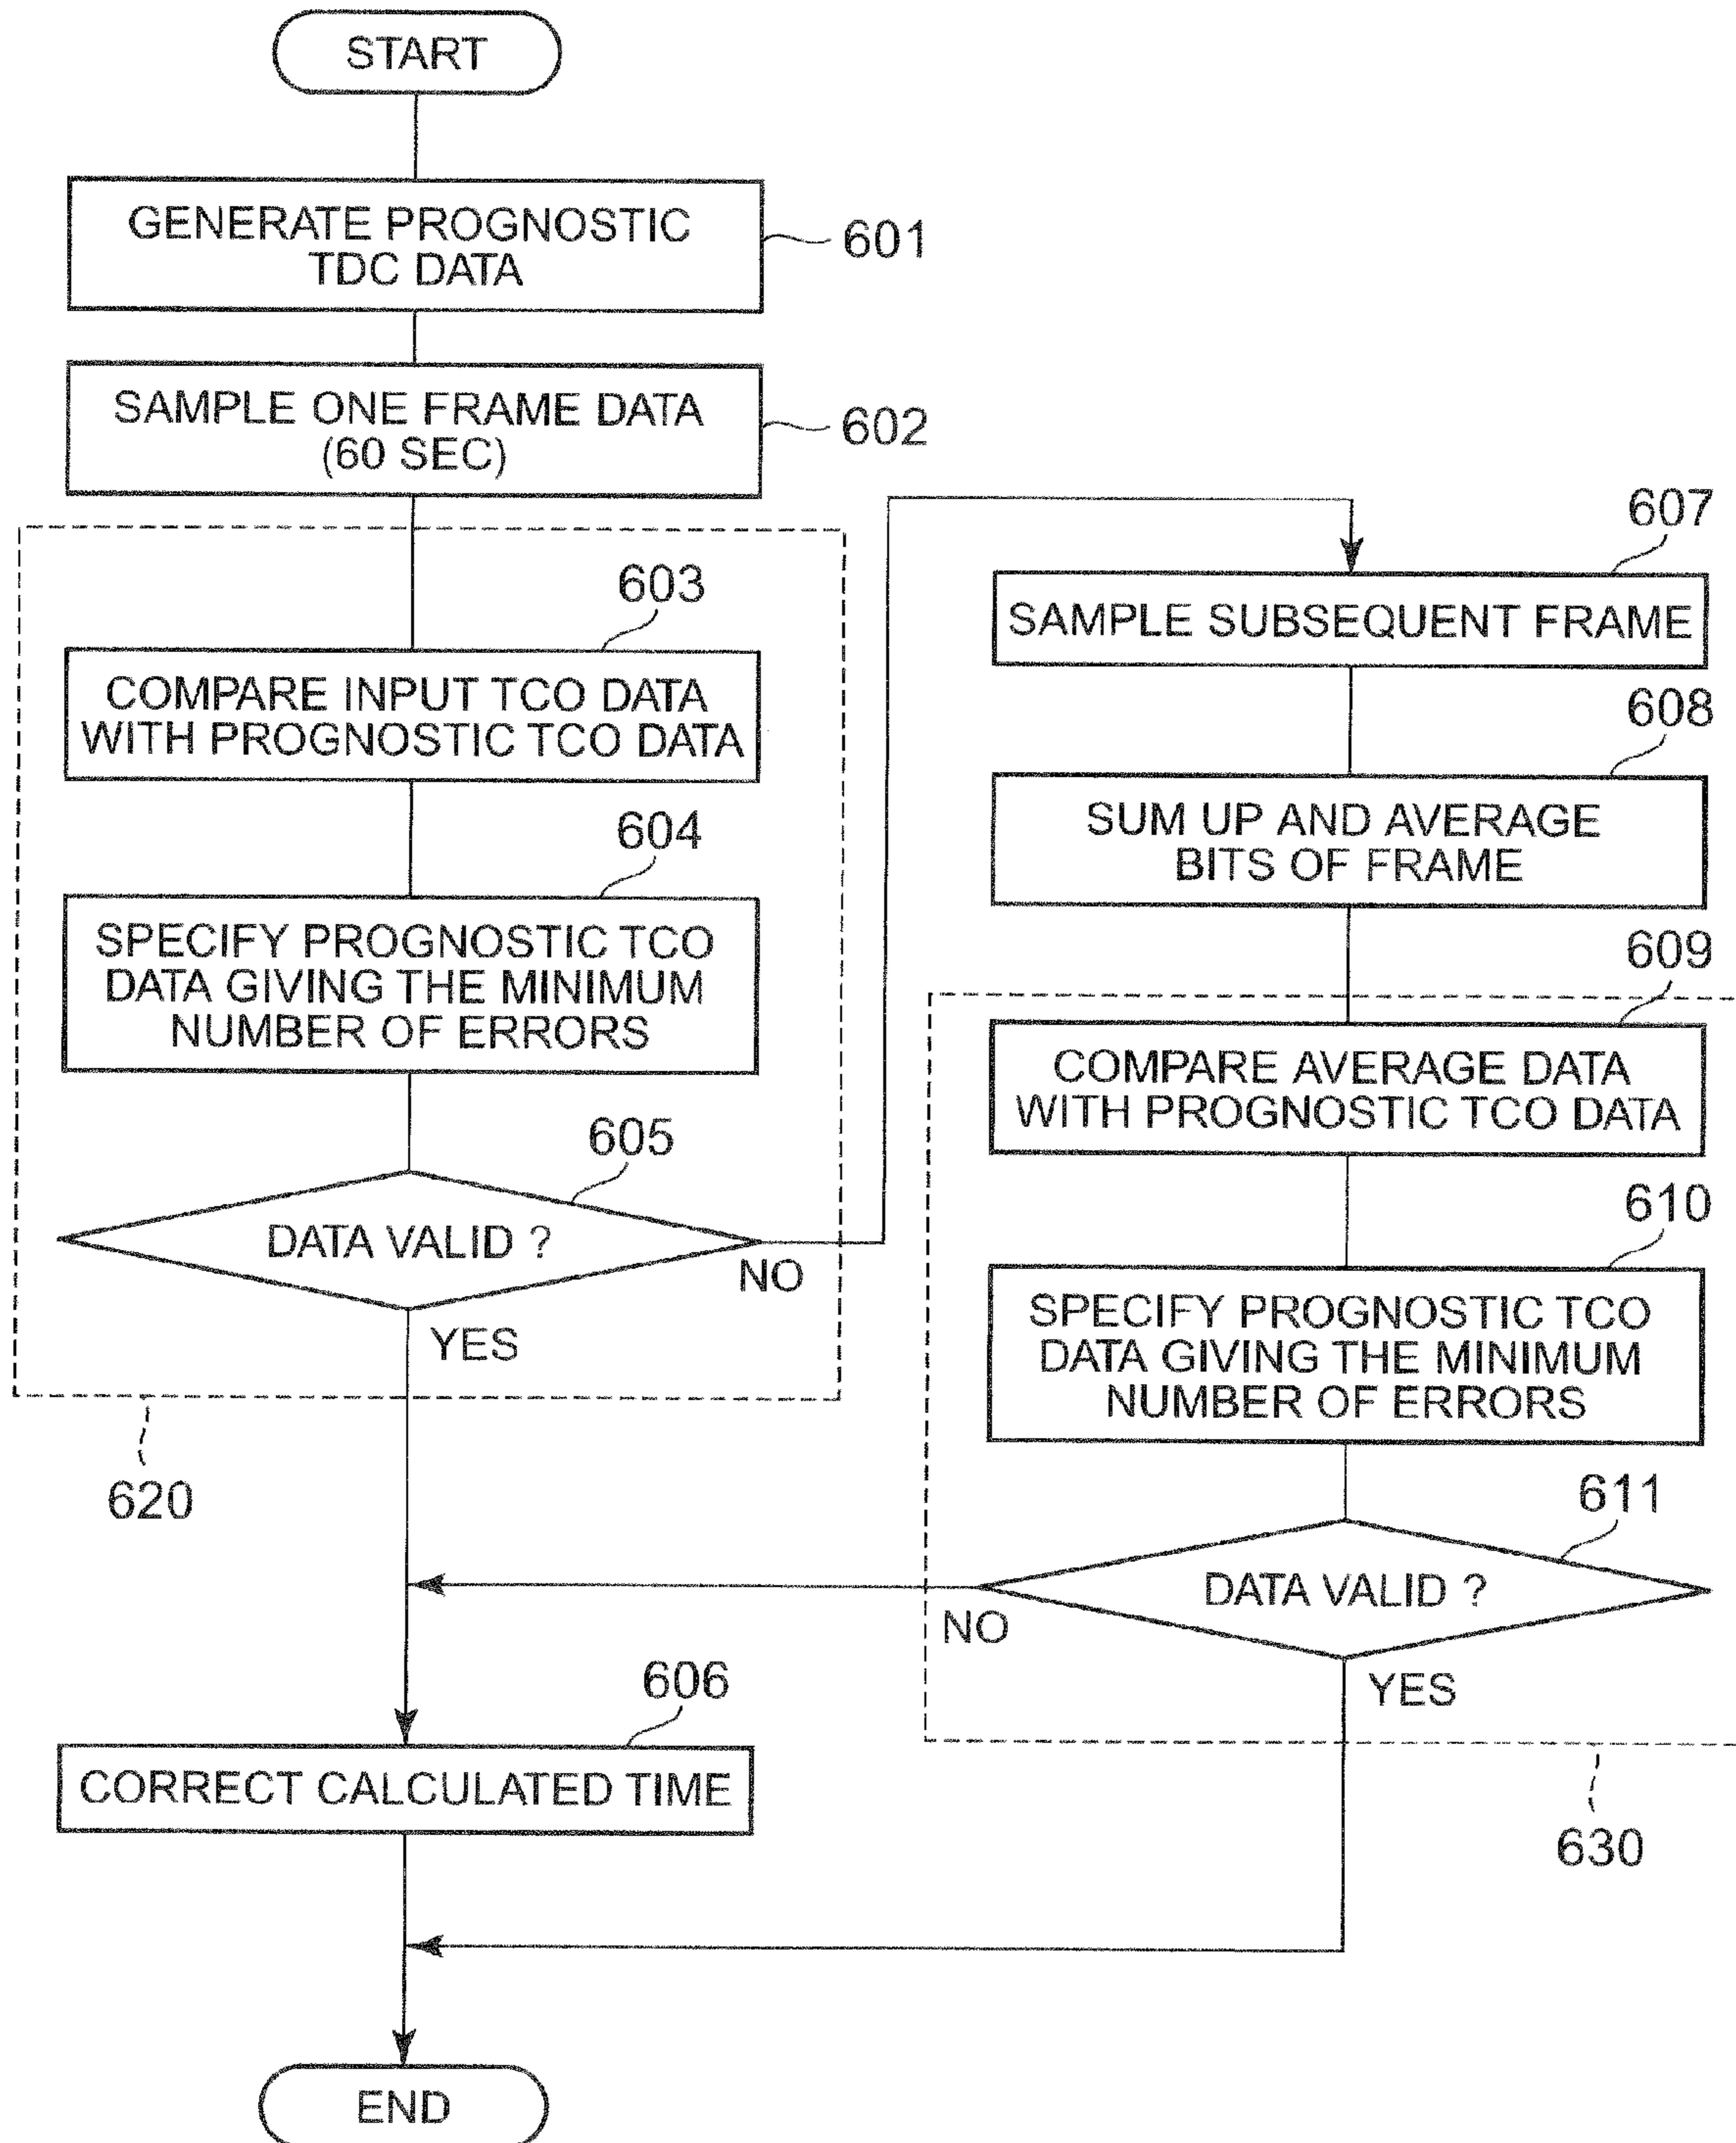 START
GENERATE PROGNOSTIC
TDC DATA
601
SAMPLE ONE FRAME DATA
(60 SEC)
602
603
COMPARE INPUT TCO DATA
WITH PROGNOSTIC TCO DATA
604
SPECIFY PROGNOSTIC TCO
DATA GIVING THE MINIMUM
NUMBER OF ERRORS
605
DATA VALID ?
NO
YES
620
606
CORRECT CALCULATED TIME
END
607
SAMPLE SUBSEQUENT FRAME
608
SUM UP AND AVERAGE
BITS OF FRAME
609
COMPARE AVERAGE DATA
WITH PROGNOSTIC TCO DATA
610
SPECIFY PROGNOSTIC TCO
DATA GIVING THE MINIMUM
NUMBER OF ERRORS
611
DATA VALID ?
NO
YES
630